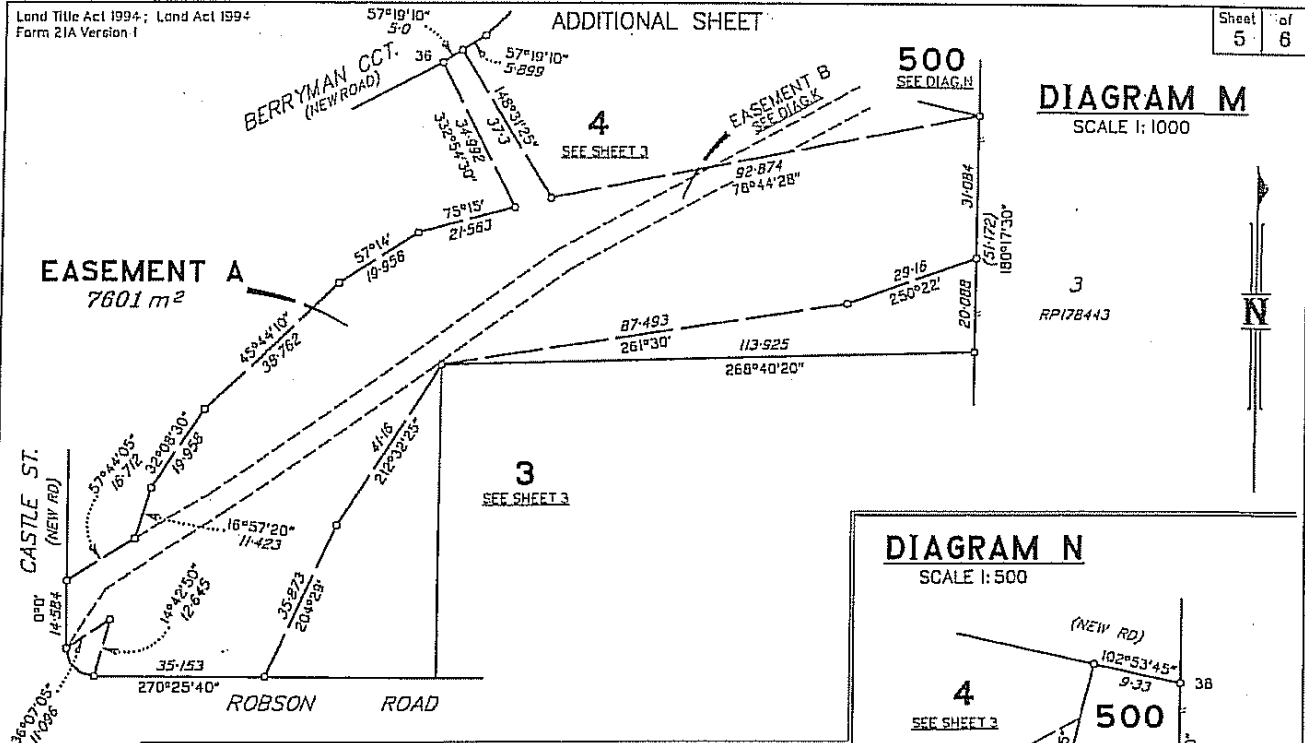 Land Title Act 1994; Land Act 1994
Form 21A Version 1
ADDITIONAL SHEET
Sheet of
5 6
57°19'10"
5·0
36
57°19'10"
5·899
BERRYMAN CCT.
(NEW ROAD)
34·992
332°54'30"
148°31'25"
37·3
4
SEE SHEET 3
EASEMENT B
SEE DIAG.K
500
SEE DIAG.N
DIAGRAM M
SCALE 1:1000
92·874
78°44'28"
31·084
(51·172)
180°17'30"
20·088
3
RP178443
N
75°15'
21·563
57°14'
19·956
EASEMENT A
7601 m²
45°44'10"
38·762
29·16
250°22'
87·493
261°30'
113·925
268°40'20"
32°08'30"
19·958
57°44'05"
16·712
CASTLE ST.
(NEW RD)
16°57'20"
11·423
41·16
212°32'25"
3
SEE SHEET 3
0°0'
14·584
14°42'50"
12·645
35·873
204°29'
35·153
270°25'40"
36°07'05"
11·096
ROBSON ROAD
DIAGRAM N
SCALE 1:500
(NEW RD)
102°53'45"
9·33
38
4
SEE SHEET 3
500